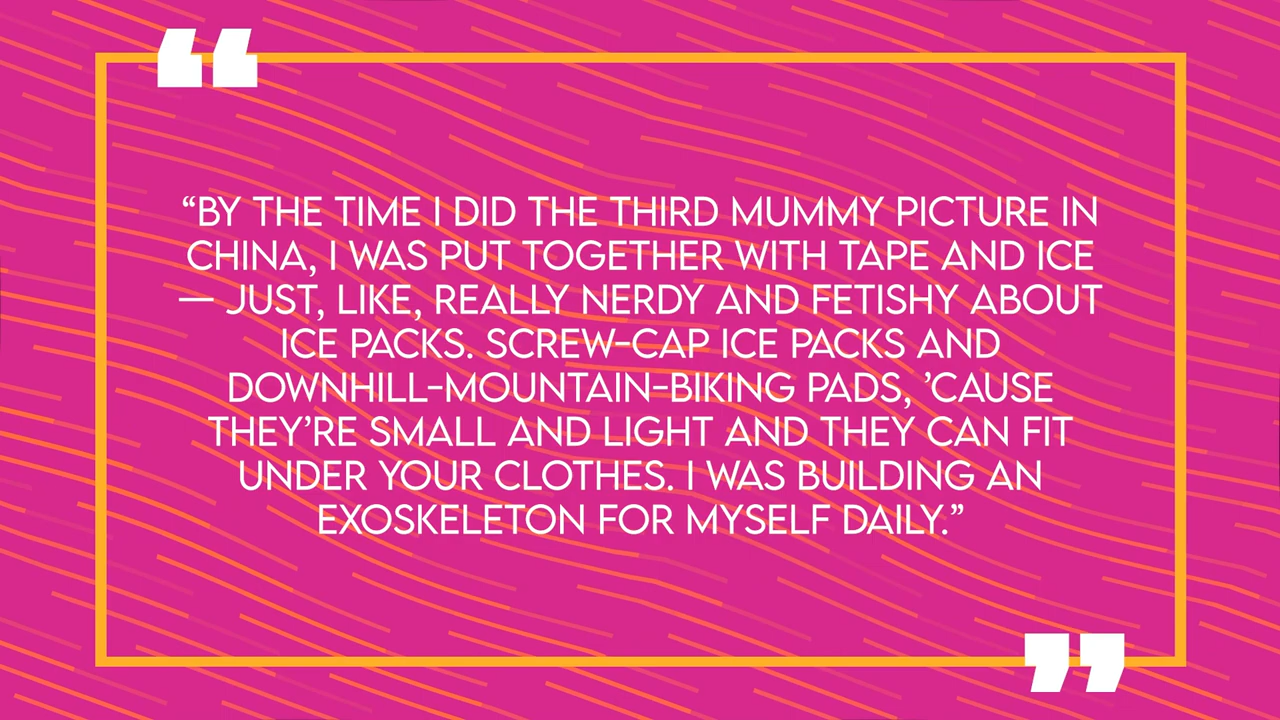 “BY THE TIME I DID THE THIRD MUMMY PICTURE IN
CHINA, I WAS PUT TOGETHER WITH TAPE AND ICE
— JUST, LIKE, REALLY NERDY AND FETISHY ABOUT
ICE PACKS. SCREW-CAP ICE PACKS AND
DOWNHILL-MOUNTAIN-BIKING PADS, ’CAUSE
THEY’RE SMALL AND LIGHT AND THEY CAN FIT
UNDER YOUR CLOTHES. I WAS BUILDING AN
EXOSKELETON FOR MYSELF DAILY.”